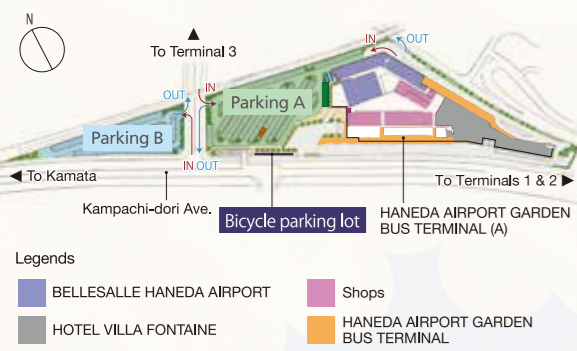 N
To Terminal 3
IN
OUT
OUT
IN
Parking A
Parking B
IN OUT
To Kamata
To Terminals 1 & 2
Kampachi-dori Ave.
Bicycle parking lot
HANEDA AIRPORT GARDEN
BUS TERMINAL (A)
Legends
BELLESALLE HANEDA AIRPORT
Shops
HOTEL VILLA FONTAINE
HANEDA AIRPORT GARDEN
BUS TERMINAL